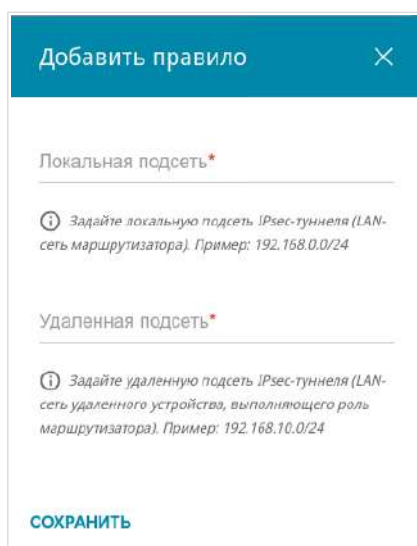 Добавить правило
Локальная подсеть*
Задайте локальную подсеть IPsec-туннеля (LAN-
сеть маршрутизатора). Пример: 192.168.0.0/24
Удаленная подсеть*
Задайте удаленную подсеть IPsec-туннеля (LAN-
сеть удаленного устройства, выполняющего роль
маршрутизатора). Пример: 192.168.10.0/24
СОХРАНИТЬ